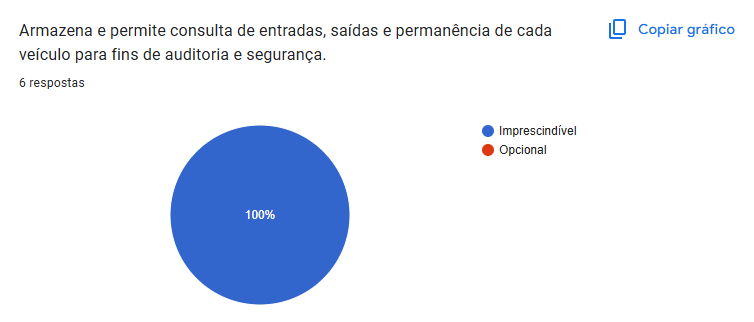 Armazena e permite consulta de entradas, saídas e permanência de cada
veículo para fins de auditoria e segurança.
Copiar gráfico
6 respostas
Imprescindível
Opcional
100%